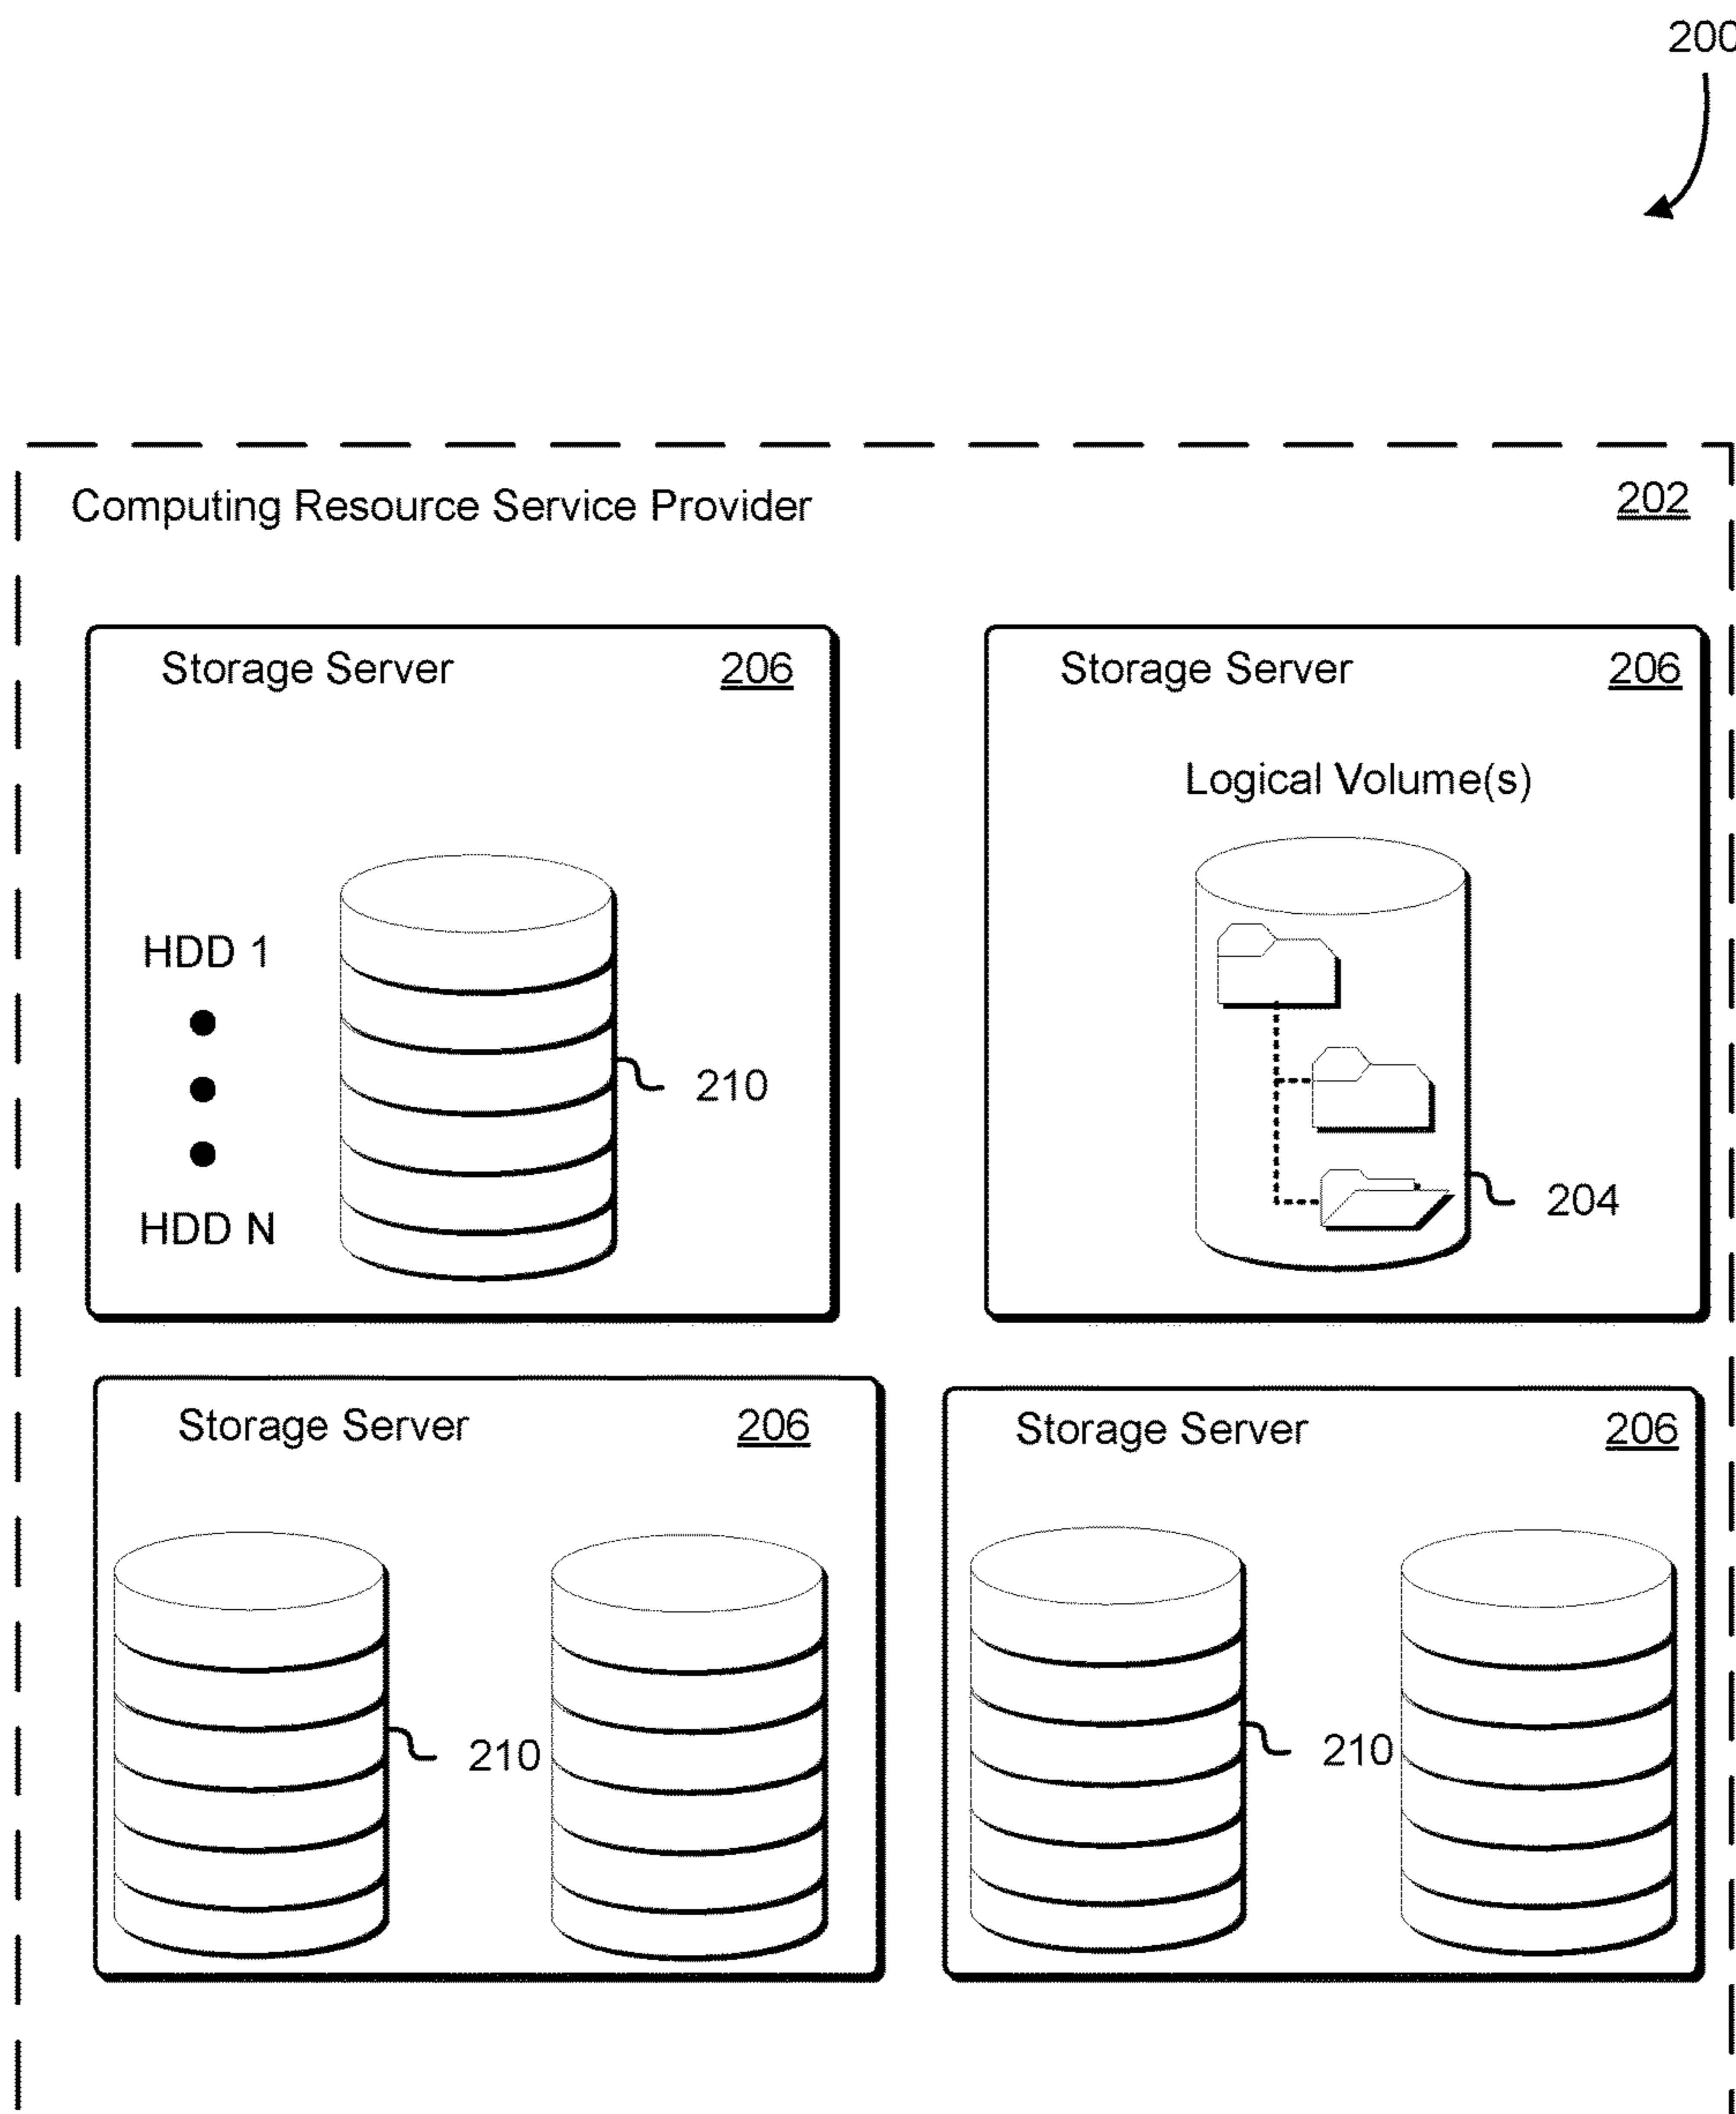 200
Computing Resource Service Provider 202
Storage Server 206
Storage Server 206
Logical Volume(s)
HDD 1
210
HDD N
204
Storage Server 206
Storage Server 206
210
210